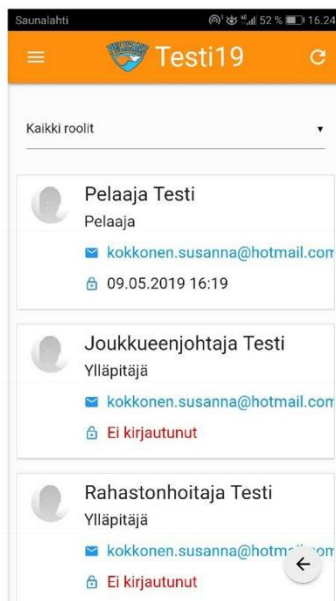 Saunalahti
52 % 16.24
Testi19
Kaikki roolit
Pelaaja Testi
Pelaaja
kokkonen.susanna@hotmail.com
09.05.2019 16:19
Joukkueenjohtaja Testi
Ylläpitäjä
kokkonen.susanna@hotmail.com
Ei kirjautunut
Rahastonhoitaja Testi
Ylläpitäjä
Ei kirjautunut